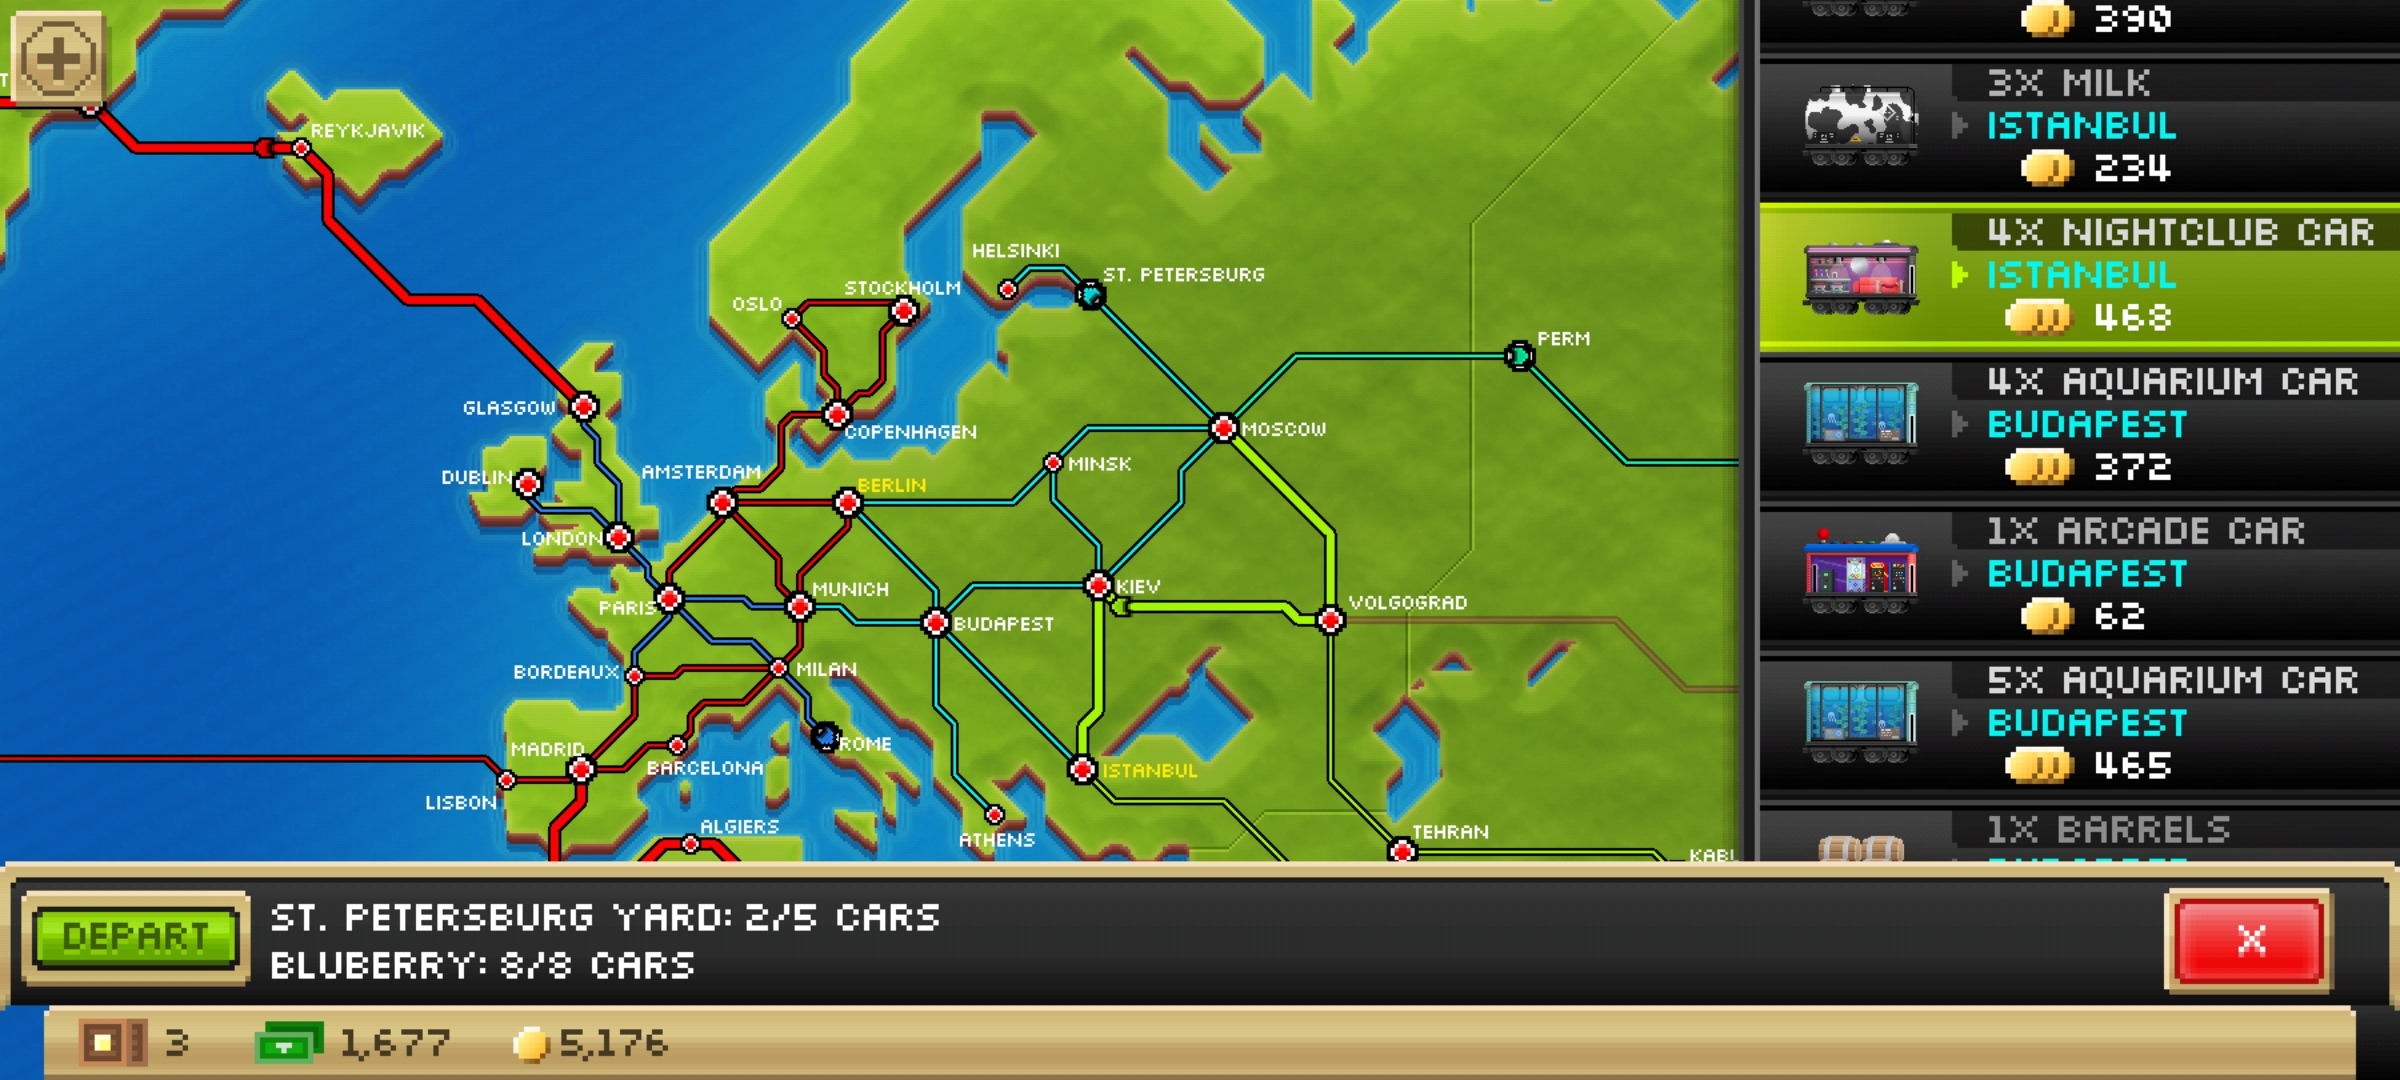 T
REYKJAVIK
HELSINKI
ST. PETERSBURG
STOCKHOLM
OSLO
PERM
GLASGOW
COPENHAGEN
MOSCOW
MINSK
DUBLIN
AMSTERDAM
BERLIN
LONDON
MUNICH
KIEV
PARIS
VOLGOGRAD
BUDAPEST
BORDEAUX
MILAN
MADRID
ROME
BARCELONA
ISTANBUL
LISBON
ALGIERS
ATHENS
TEHRAN
KABU
390
3X MILK
ISTANBUL
234
4X NIGHTCLUB CAR
ISTANBUL
468
4X AQUARIUM CAR
BUDAPEST
372
1X ARCADE CAR
BUDAPEST
62
5X AQUARIUM CAR
BUDAPEST
465
1X BARRELS
DEPART
ST. PETERSBURG YARD: 2/5 CARS
BLUBERRY: 8/8 CARS
X
3
1,677
5,176